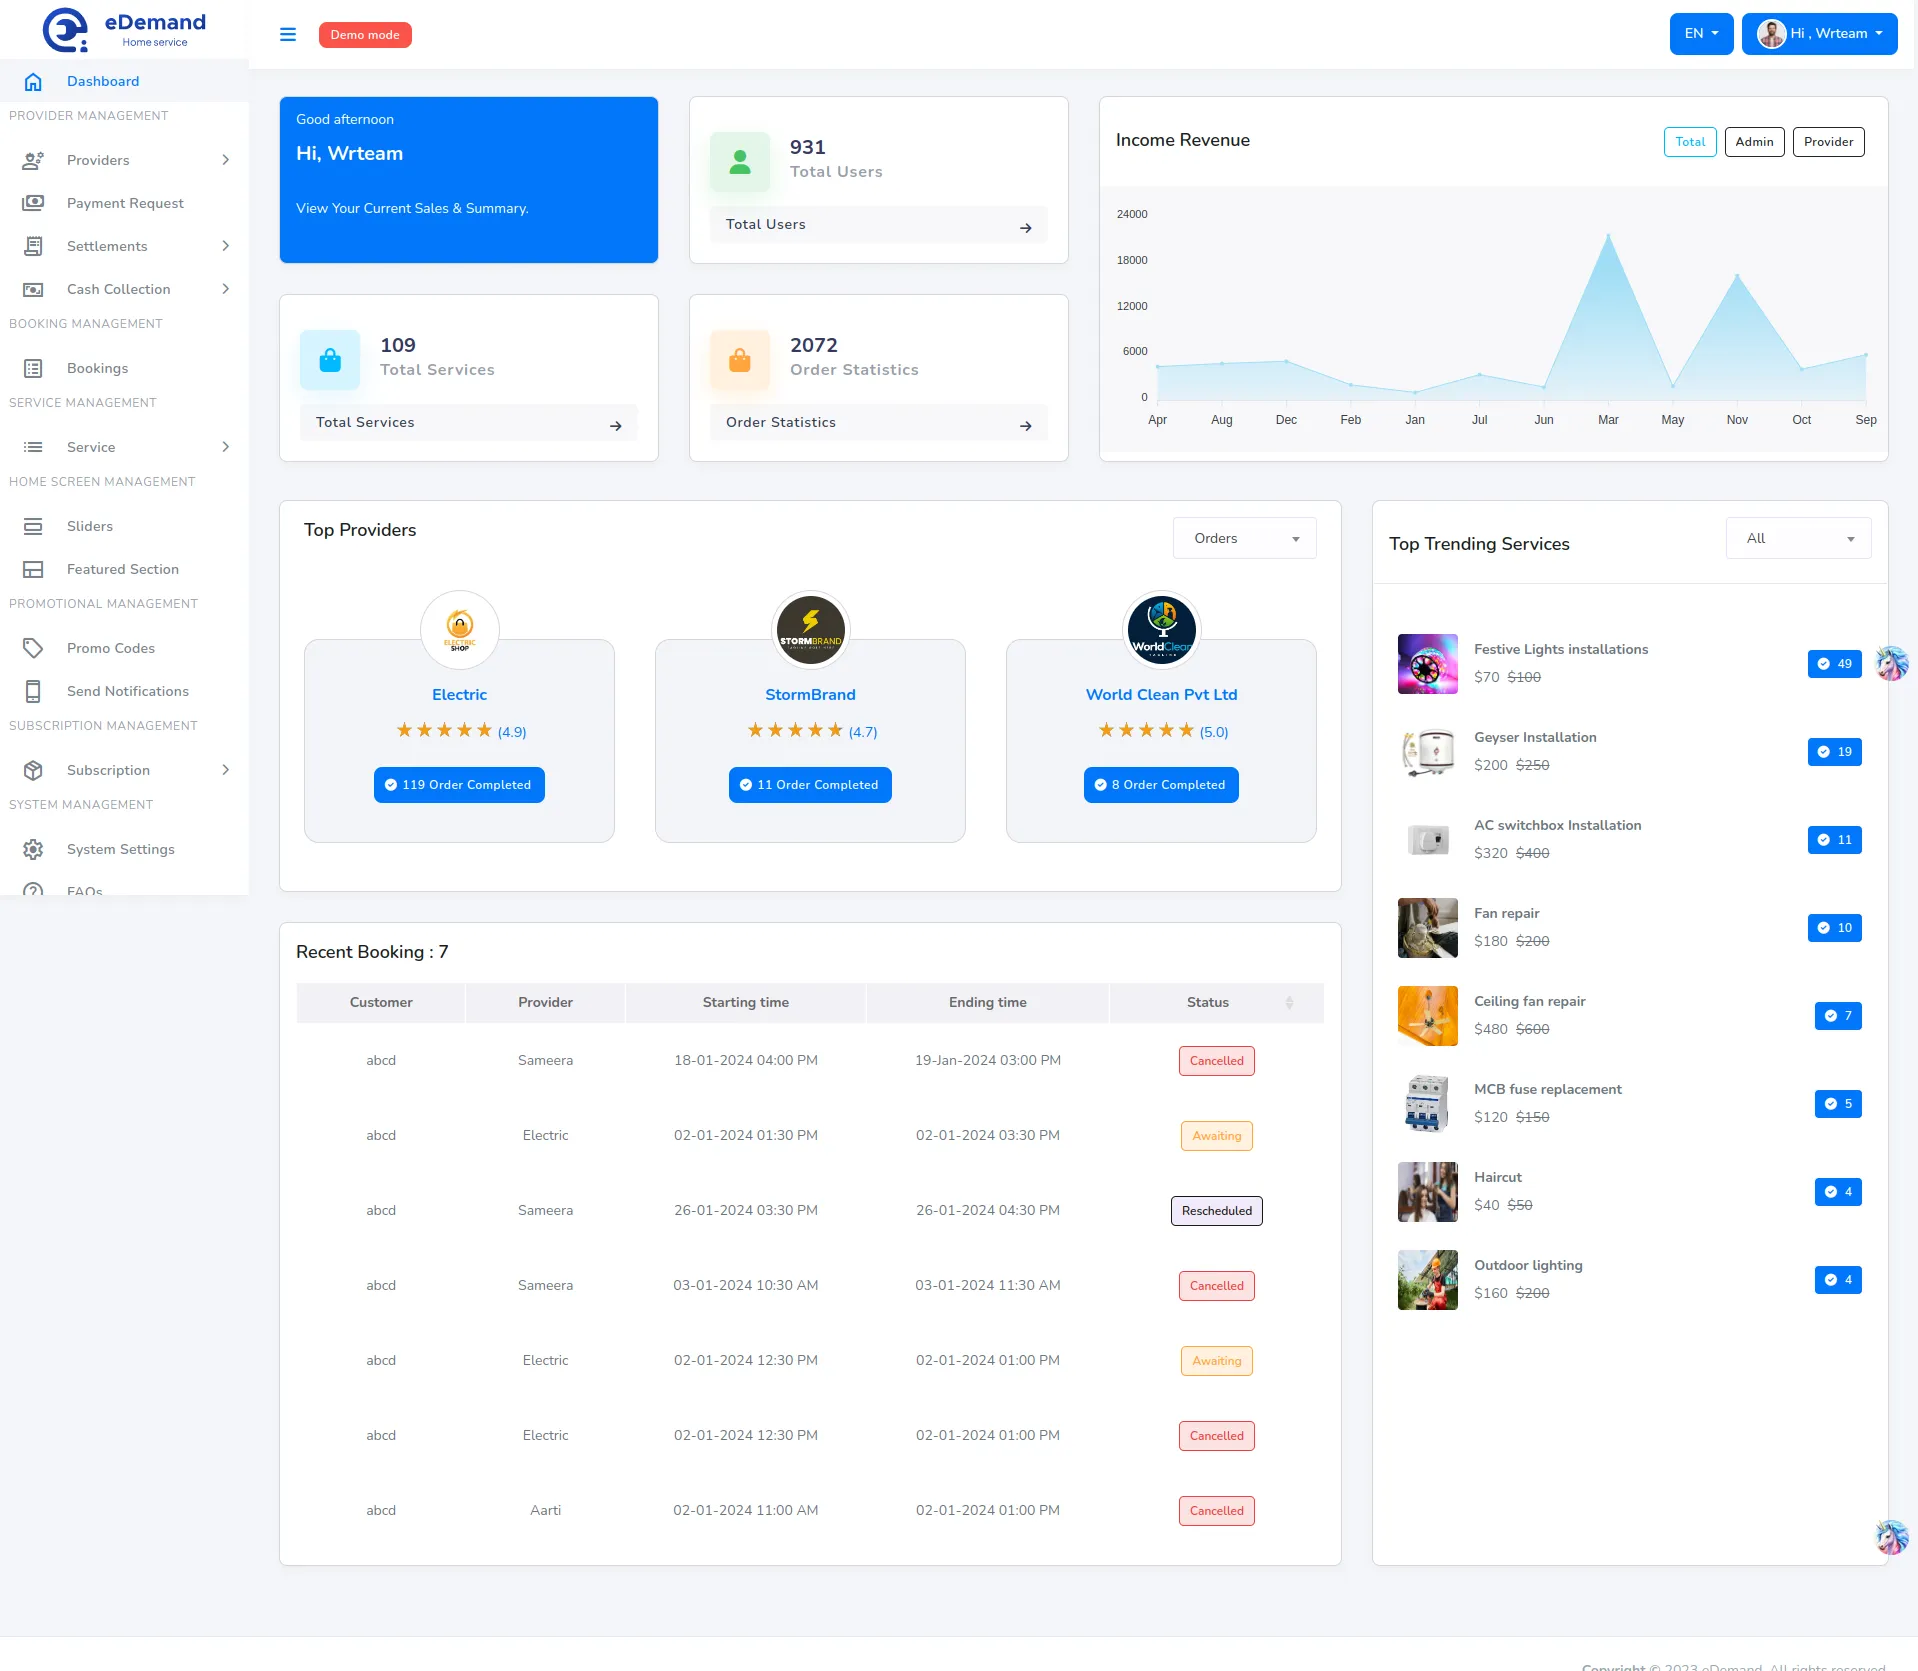 eDemand
Home service
Demo mode
EN
Hi , Wrteam
Dashboard
PROVIDER MANAGEMENT
Providers
Payment Request
Settlements
Cash Collection
BOOKING MANAGEMENT
Bookings
SERVICE MANAGEMENT
Service
HOME SCREEN MANAGEMENT
Sliders
Featured Section
PROMOTIONAL MANAGEMENT
Promo Codes
Send Notifications
SUBSCRIPTION MANAGEMENT
Subscription
SYSTEM MANAGEMENT
System Settings
FAQs
Good afternoon
Hi, Wrteam
View Your Current Sales & Summary.
931
Total Users
Total Users
109
Total Services
Total Services
2072
Order Statistics
Order Statistics
Income Revenue
Total Admin Provider
24000
18000
12000
6000
0
Apr Aug Dec Feb Jan Jul Jun Mar May Nov Oct Sep
Top Providers
Orders
ELECTRIC
SHOP
Electric
(4.9)
119 Order Completed
STORMBRAND
StormBrand
(4.7)
11 Order Completed
WorldClean
World Clean Pvt Ltd
(5.0)
8 Order Completed
Top Trending Services
All
Festive Lights installations
$70 $100
49
Geyser Installation
$200 $250
19
AC switchbox Installation
$320 $400
11
Fan repair
$180 $200
10
Ceiling fan repair
$480 $600
7
MCB fuse replacement
$120 $150
5
Haircut
$40 $50
4
Outdoor lighting
$160 $200
4
Recent Booking : 7
Customer Provider Starting time Ending time Status
abcd Sameera 18-01-2024 04:00 PM 19-Jan-2024 03:00 PM Cancelled
abcd Electric 02-01-2024 01:30 PM 02-01-2024 03:30 PM Awaiting
abcd Sameera 26-01-2024 03:30 PM 26-01-2024 04:30 PM Rescheduled
abcd Sameera 03-01-2024 10:30 AM 03-01-2024 11:30 AM Cancelled
abcd Electric 02-01-2024 12:30 PM 02-01-2024 01:00 PM Awaiting
abcd Electric 02-01-2024 12:30 PM 02-01-2024 01:00 PM Cancelled
abcd Aarti 02-01-2024 11:00 AM 02-01-2024 01:00 PM Cancelled
Copyright © 2023 eDemand. All rights reserved